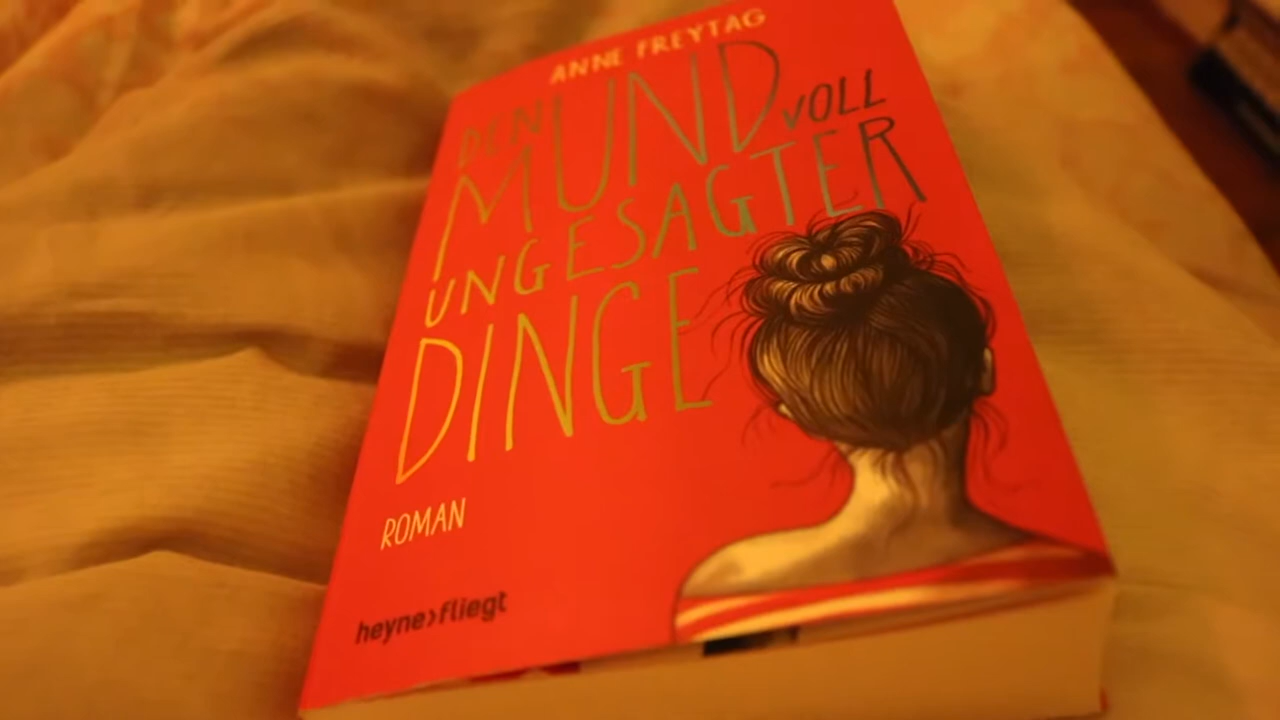 ANNE FREYTAG
DEN MUND VOLL
UNGESAGTER
DINGE
ROMAN
heyne›fliegt